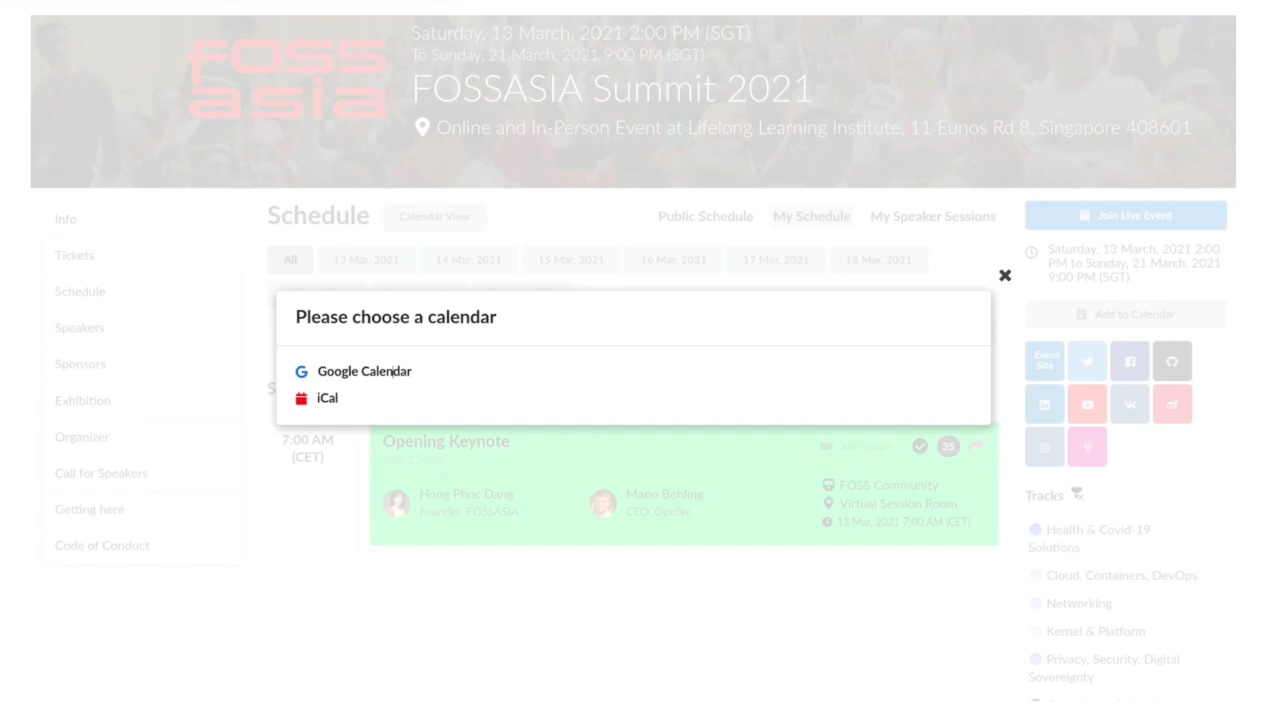 Saturday, 13 March, 2021 2:00 PM (SGT)
To Sunday, 21 March, 2021 9:00 PM (SGT)
foss
asia
FOSSASIA Summit 2021
Online and In-Person Event at Lifelong Learning Institute, 11 Eunos Rd 8, Singapore 408601
Info
Tickets
Schedule
Speakers
Sponsors
Exhibition
Organizer
Call for Speakers
Getting here
Code of Conduct
Schedule
Calendar View
Public Schedule
My Schedule
My Speaker Sessions
All
13 Mar, 2021
14 Mar, 2021
15 Mar, 2021
16 Mar, 2021
17 Mar, 2021
18 Mar, 2021
Please choose a calendar
Google Calendar
iCal
7:00 AM
(CET)
Opening Keynote
Join Video
35
Hong Phuc Dang
Founder, FOSSASIA
Mario Behling
CEO, OpnTec
FOSS Community
Virtual Session Room
13 Mar, 2021 7:00 AM (CET)
Join Live Event
Saturday, 13 March, 2021 2:00
PM to Sunday, 21 March, 2021
9:00 PM (SGT)
Add to Calendar
Event
Site
Tracks
Health & Covid-19
Solutions
Cloud, Containers, DevOps
Networking
Kernel & Platform
Privacy, Security, Digital
Sovereignty